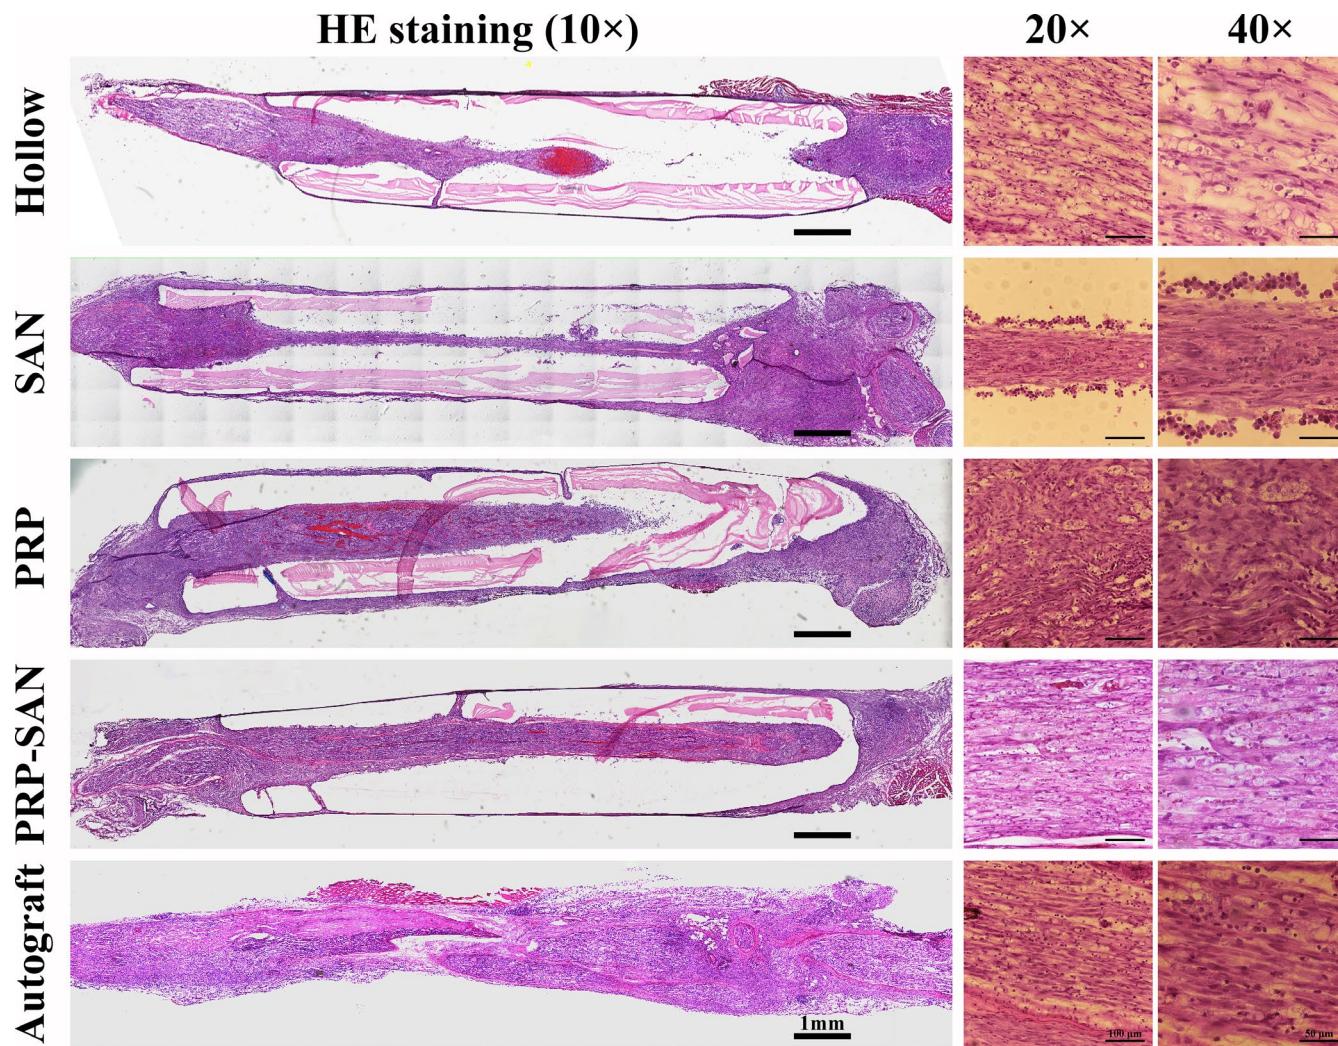 HE staining (10×)
20×
40×
Hollow
SAN
PRP
PRP-SAN
Autograft
1mm
100 μm
50 μm